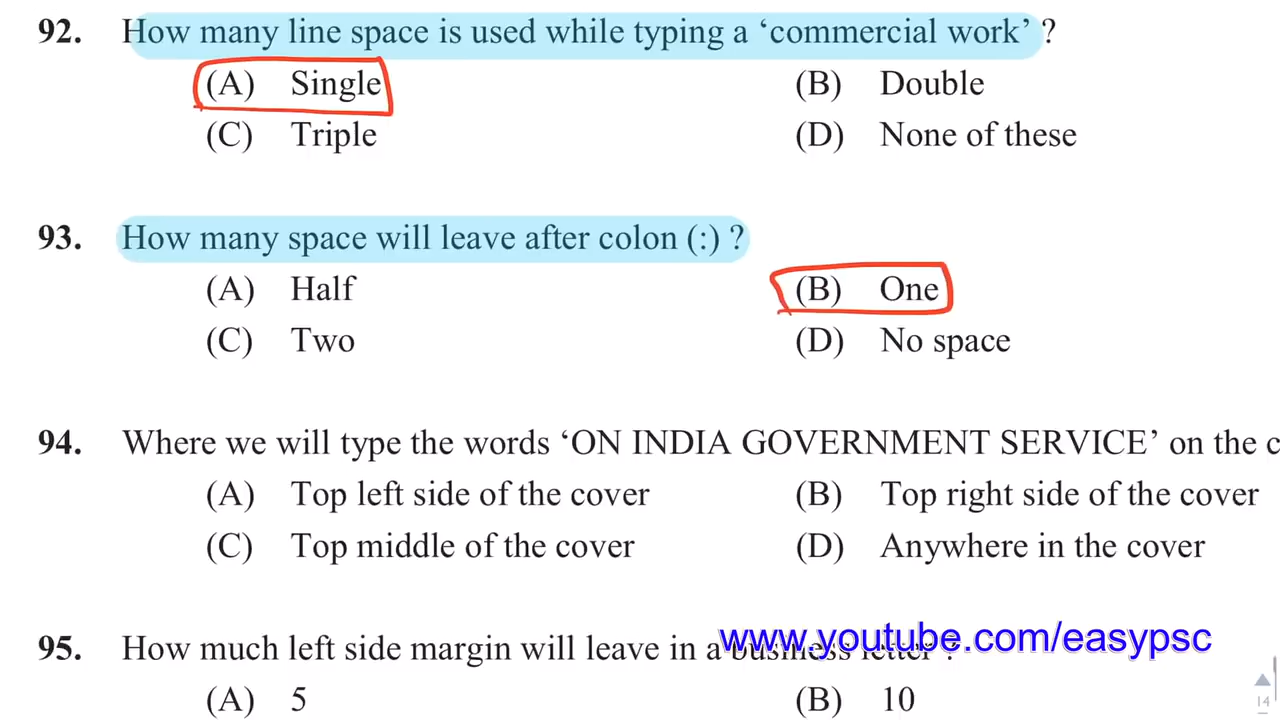 92. How many line space is used while typing a ‘commercial work’ ?
(A) Single (B) Double
(C) Triple (D) None of these
93. How many space will leave after colon (:) ?
(A) Half (B) One
(C) Two (D) No space
94. Where we will type the words ‘ON INDIA GOVERNMENT SERVICE’ on the c
(A) Top left side of the cover (B) Top right side of the cover
(C) Top middle of the cover (D) Anywhere in the cover
95. How much left side margin will leave in a business letter ?
www.youtube.com/easypsc
(A) 5 (B) 10
14